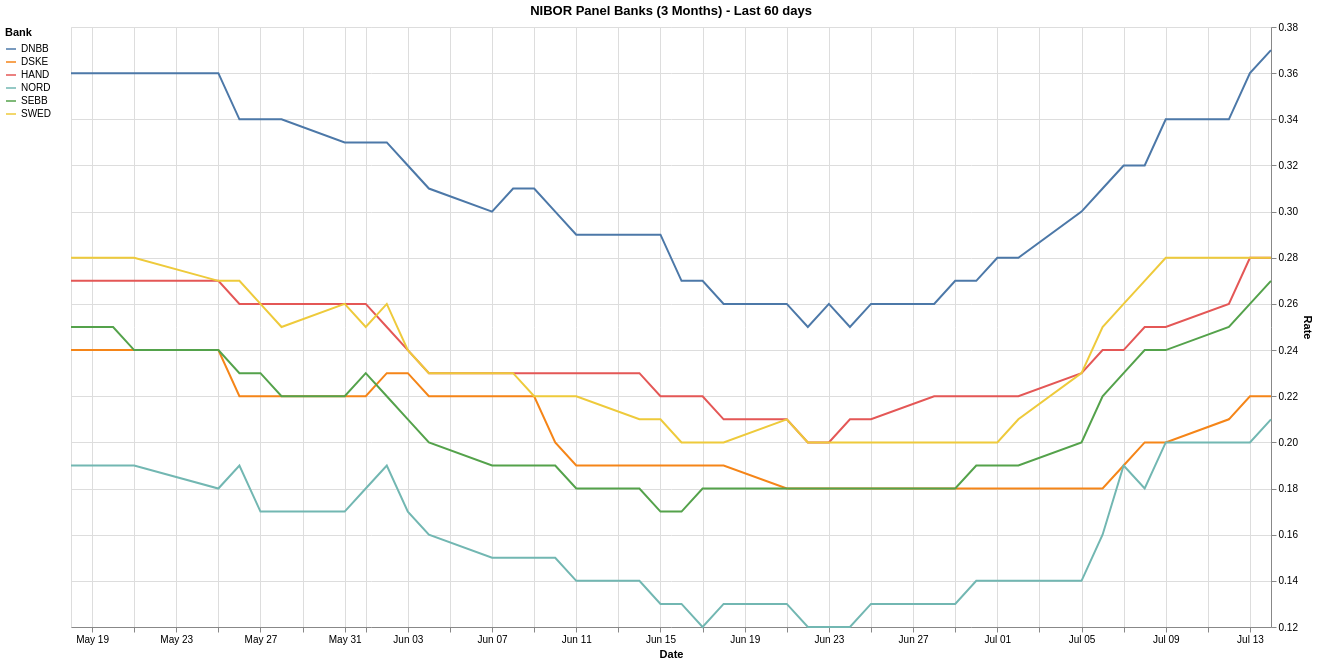 NIBOR Panel Banks (3 Months) - Last 60 days
Bank
DNBB
DSKE
HAND
NORD
SEBB
SWED
0.38
0.36
0.34
0.32
0.30
0.28
0.26
0.24
0.22
0.20
0.18
0.16
0.14
0.12
Rate
May 19 May 23 May 27 May 31 Jun 03 Jun 07 Jun 11 Jun 15 Jun 19 Jun 23 Jun 27 Jul 01 Jul 05 Jul 09 Jul 13
Date